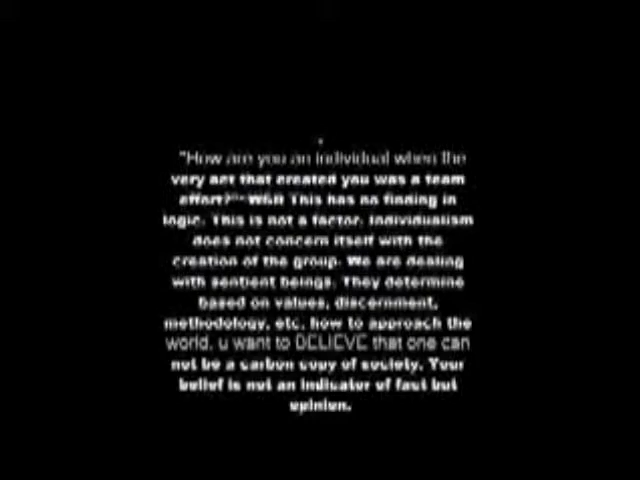 "How are you an individual when the
very act that created you was a team
effort?" This has no finding in
logic. This is not a factor. Individualism
does not concern itself with the
creation of the group. We are dealing
with sentient beings. They determine
based on values, discernment,
methodology, etc. how to approach the
world. u want to BELIEVE that one can
not be a carbon copy of society. Your
belief is not an indicator of fact but
opinion.